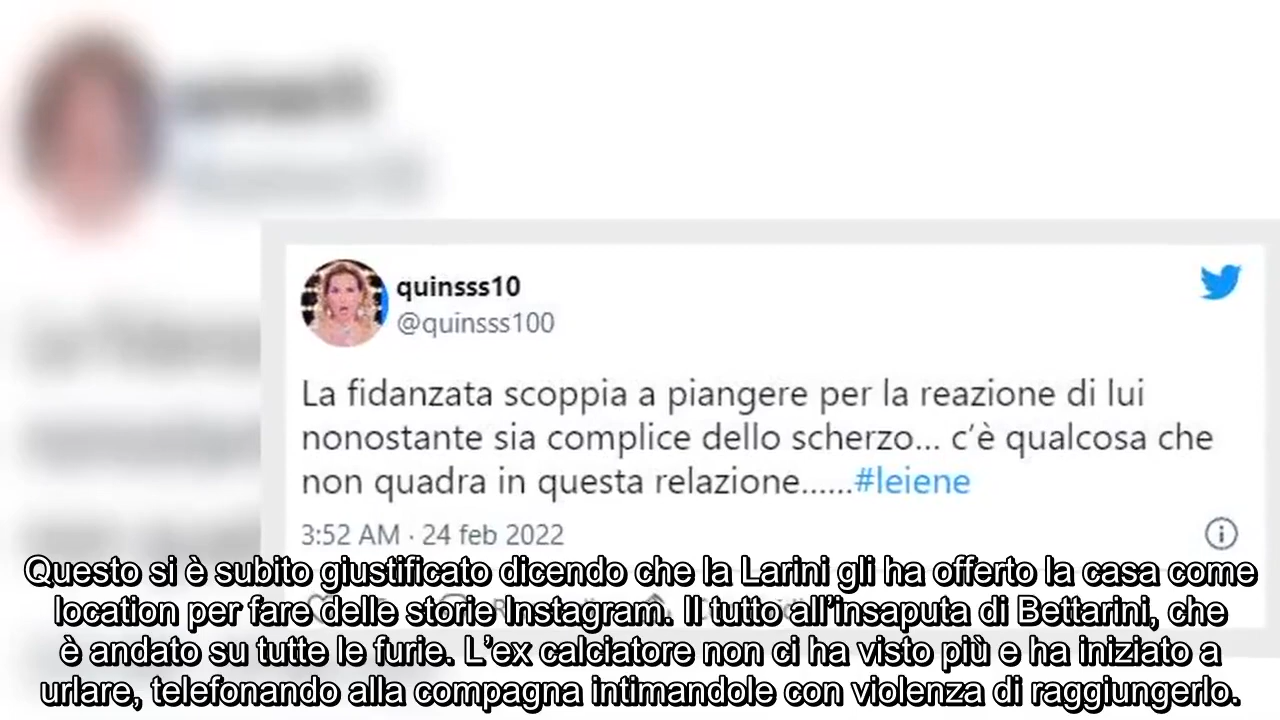 quinsss10
@quinsss100
La fidanzata scoppia a piangere per la reazione di lui
nonostante sia complice dello scherzo... c'è qualcosa che
non quadra in questa relazione......#leiene
3:52 AM · 24 feb 2022
Questo si è subito giustificato dicendo che la Larini gli ha offerto la casa come
location per fare delle storie Instagram. Il tutto all'insaputa di Bettarini, che
è andato su tutte le furie. L'ex calciatore non ci ha visto più e ha iniziato a
urlare, telefonando alla compagna intimandole con violenza di raggiungerlo.